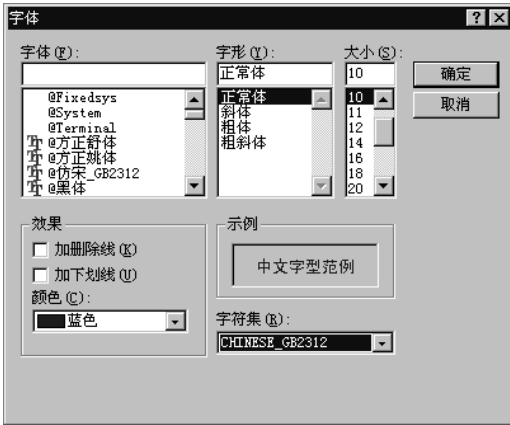 字体
字体(F):
字形(Y):
大小(S):
正常体
10
确定
取消
@Fixedsys
@System
@Terminal
@方正舒体
@方正姚体
@仿宋_GB2312
@黑体
正常体
斜体
粗体
粗斜体
10
11
12
14
16
18
20
效果
加删除线(K)
加下划线(U)
颜色(C):
蓝色
示例
中文字型范例
字符集(R):
CHINESE_GB2312